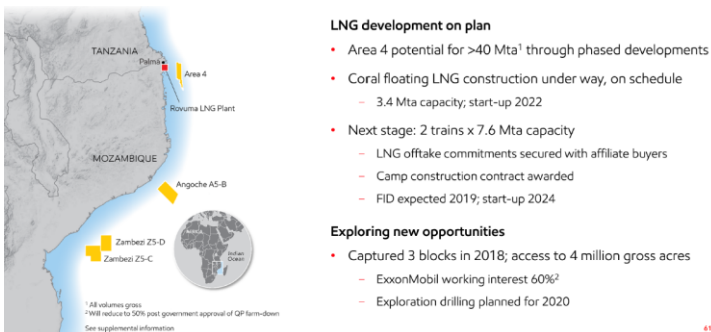 TANZANIA
Palma
Area 4
Rovuma LNG Plant
MOZAMBIQUE
Angoche A5-B
Zambezi Z5-D
Zambezi Z5-C
Indian
Ocean
¹ All volumes gross
² Will reduce to 50% post government approval of QP farm-down
See supplemental information
LNG development on plan
• Area 4 potential for >40 Mta¹ through phased developments
• Coral floating LNG construction under way, on schedule
– 3.4 Mta capacity; start-up 2022
• Next stage: 2 trains x 7.6 Mta capacity
– LNG offtake commitments secured with affiliate buyers
– Camp construction contract awarded
– FID expected 2019; start-up 2024
Exploring new opportunities
• Captured 3 blocks in 2018; access to 4 million gross acres
– ExxonMobil working interest 60%²
– Exploration drilling planned for 2020
61